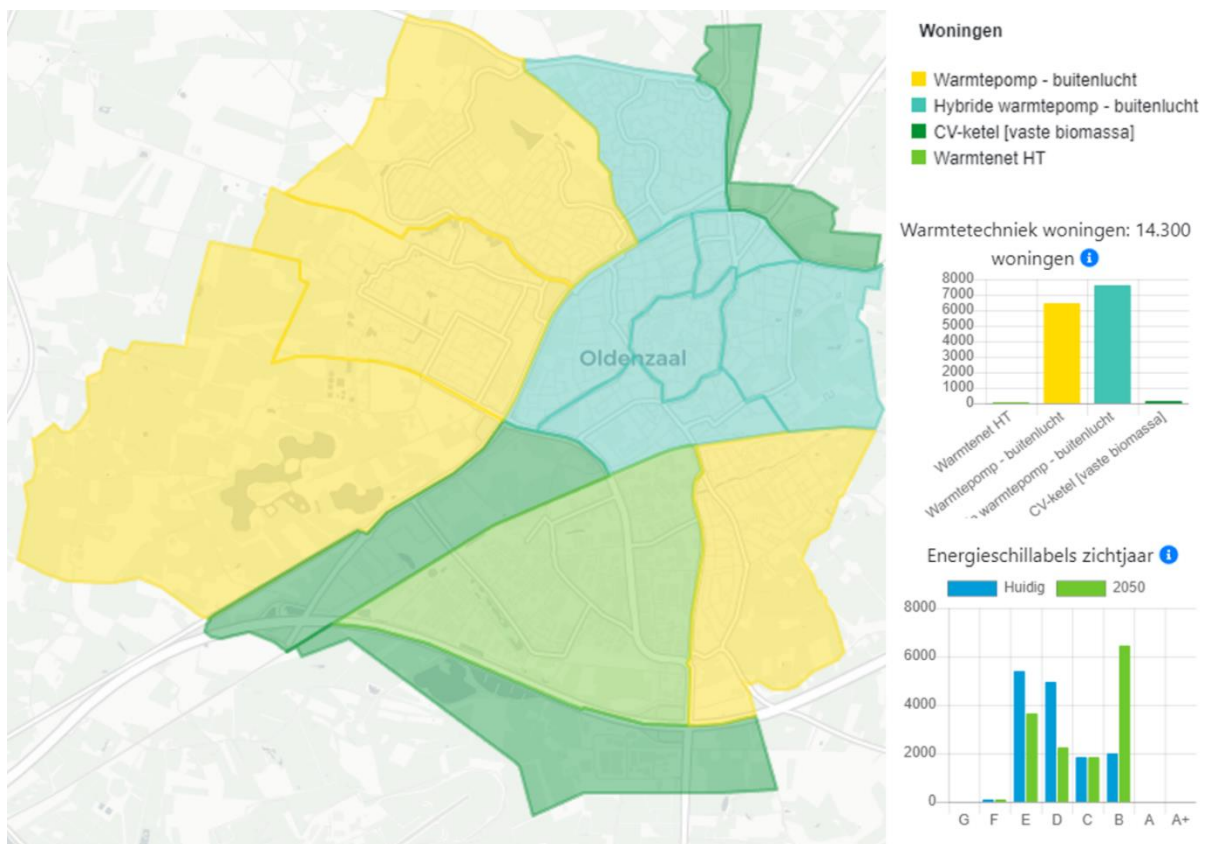 Woningen
Warmtepomp - buitenlucht
Hybride warmtepomp - buitenlucht
CV-ketel [vaste biomassa]
Warmtenet HT
Oldenzaal
Warmtetechniek woningen: 14.300
woningen
8000
7000
6000
5000
4000
3000
2000
1000
0
Warmtenet HT
Warmtepomp - buitenlucht
warmtepomp - buitenlucht
CV-ketel [vaste biomassa]
Energieschillabels zichtjaar
Huidig 2050
8000
6000
4000
2000
0
G F E D C B A A+